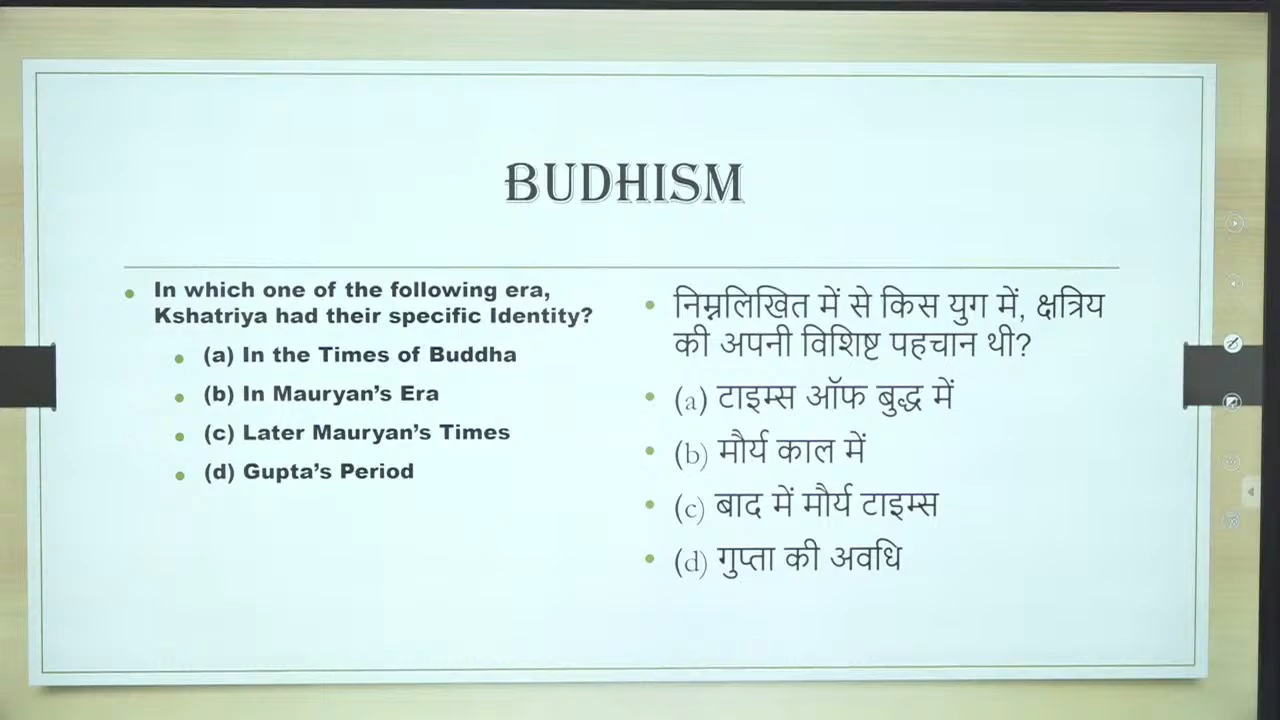 BUDHISM
In which one of the following era,
Kshatriya had their specific Identity?
(a) In the Times of Buddha
(b) In Mauryan's Era
(c) Later Mauryan's Times
(d) Gupta's Period
निम्नलिखित में से किस युग में, क्षत्रिय
की अपनी विशिष्ट पहचान थी?
(a) टाइम्स ऑफ बुद्ध में
(b) मौर्य काल में
(c) बाद में मौर्य टाइम्स
(d) गुप्ता की अवधि